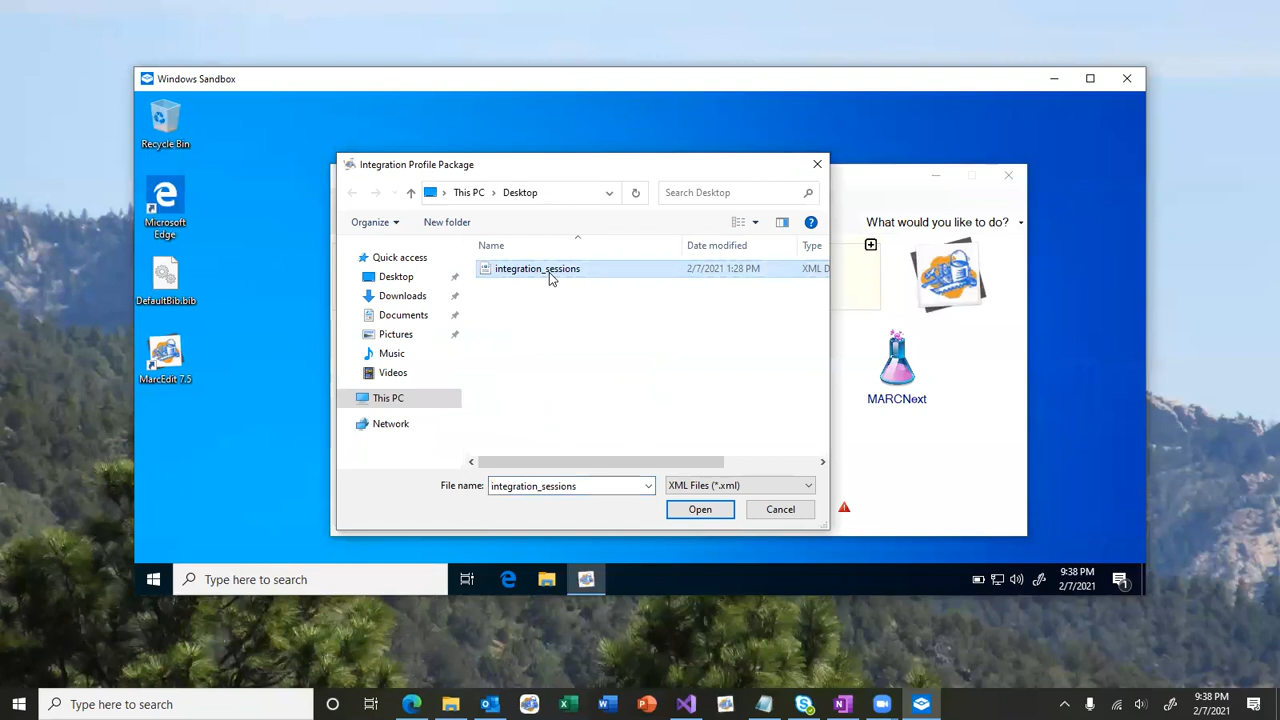 Windows Sandbox
Recycle Bin
Microsoft
Edge
DefaultBib.bib
MarcEdit 7.5
Integration Profile Package
This PC
Desktop
Search Desktop
Organize
New folder
Name
Date modified
Type
Quick access
Desktop
Downloads
Documents
Pictures
Music
Videos
This PC
Network
integration_sessions
2/7/2021 1:28 PM
XML D
File name:
integration_sessions
XML Files (*.xml)
Open
Cancel
What would you like to do?
MARCNext
Type here to search
9:38 PM
2/7/2021
1
Type here to search
9:38 PM
2/7/2021